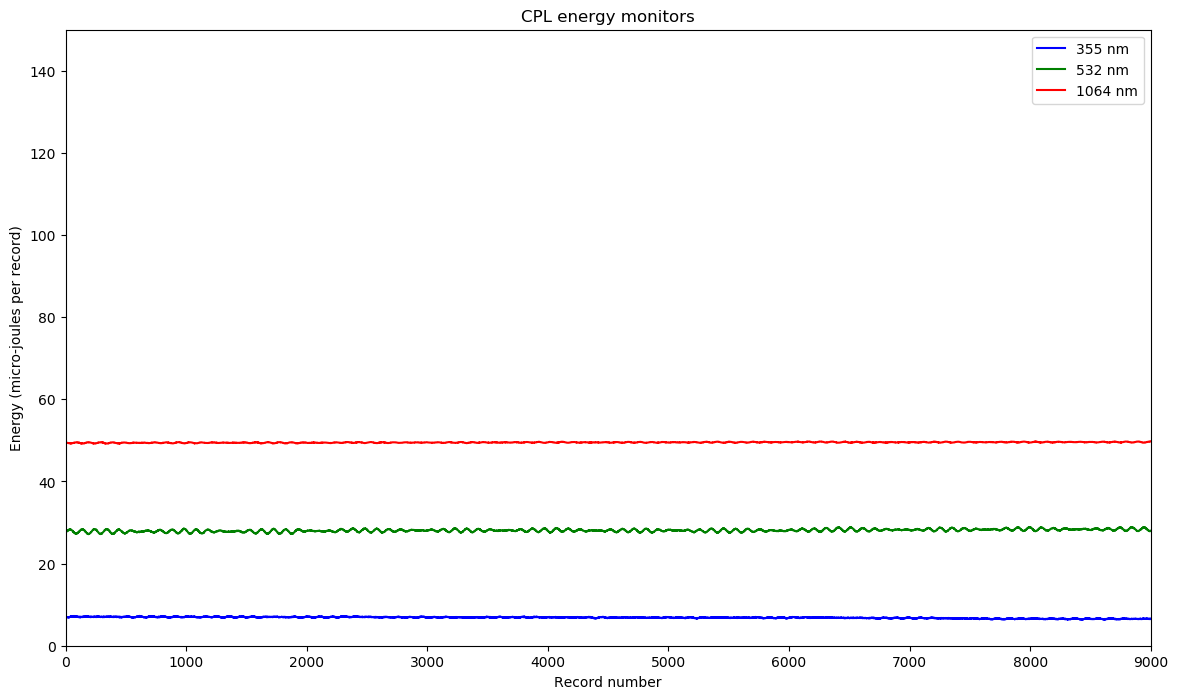 CPL energy monitors
355 nm
532 nm
1064 nm
Energy (micro-joules per record)
140
120
100
80
60
40
20
0
0 1000 2000 3000 4000 5000 6000 7000 8000 9000
Record number